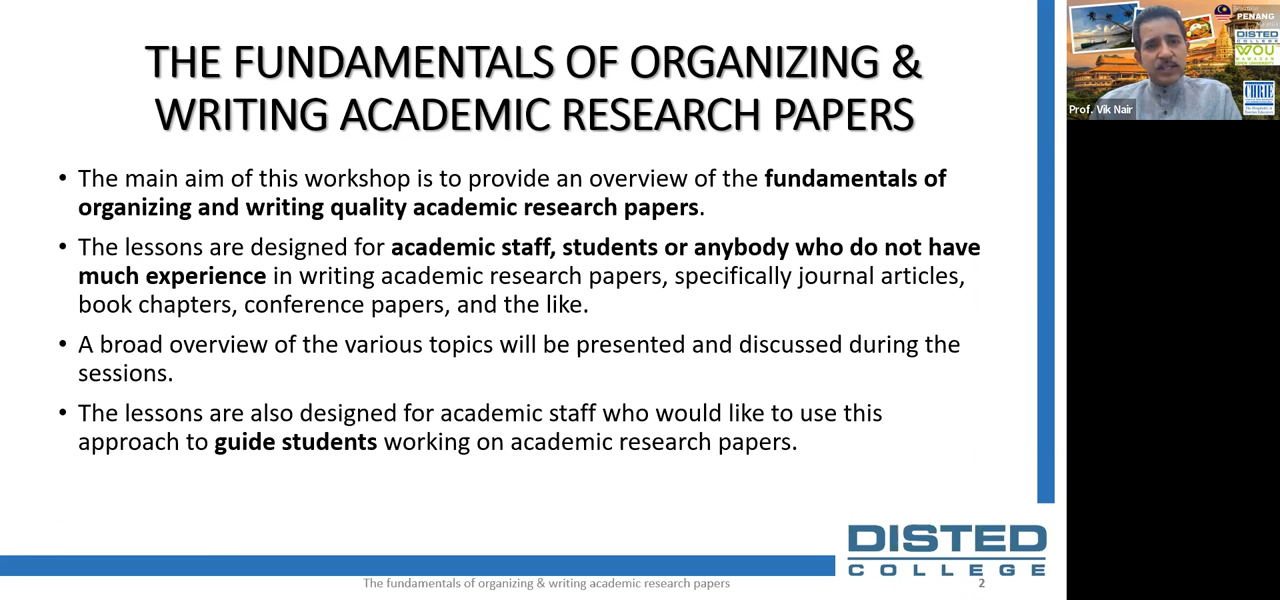 THE FUNDAMENTALS OF ORGANIZING &
WRITING ACADEMIC RESEARCH PAPERS
• The main aim of this workshop is to provide an overview of the fundamentals of
organizing and writing quality academic research papers.
• The lessons are designed for academic staff, students or anybody who do not have
much experience in writing academic research papers, specifically journal articles,
book chapters, conference papers, and the like.
• A broad overview of the various topics will be presented and discussed during the
sessions.
• The lessons are also designed for academic staff who would like to use this
approach to guide students working on academic research papers.
DISTED
COLLEGE
The fundamentals of organizing & writing academic research papers
2
PENANG
DISTED
COLLEGE
WOU
CHRIE
Prof. Vik Nair